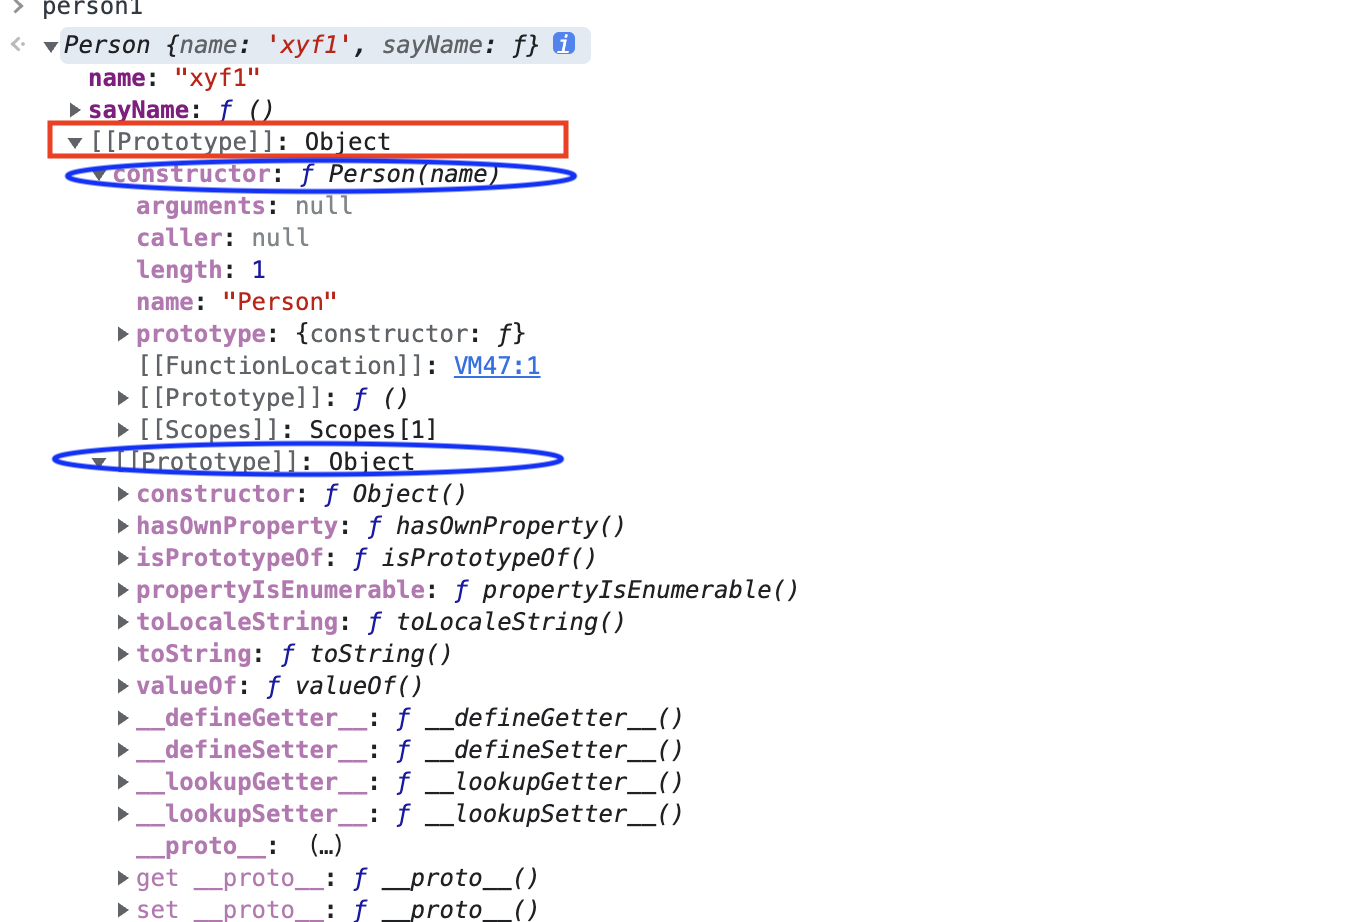 person1
Person {name: 'xyf1', sayName: ƒ} i
name: "xyf1"
sayName: ƒ ()
[[Prototype]]: Object
constructor: ƒ Person(name)
arguments: null
caller: null
length: 1
name: "Person"
prototype: {constructor: ƒ}
[[FunctionLocation]]: VM47:1
[[Prototype]]: ƒ ()
[[Scopes]]: Scopes[1]
[[Prototype]]: Object
constructor: ƒ Object()
hasOwnProperty: ƒ hasOwnProperty()
isPrototypeOf: ƒ isPrototypeOf()
propertyIsEnumerable: ƒ propertyIsEnumerable()
toLocaleString: ƒ toLocaleString()
toString: ƒ toString()
valueOf: ƒ valueOf()
__defineGetter__: ƒ __defineGetter__()
__defineSetter__: ƒ __defineSetter__()
__lookupGetter__: ƒ __lookupGetter__()
__lookupSetter__: ƒ __lookupSetter__()
__proto__: (…)
get __proto__: ƒ __proto__()
set __proto__: ƒ __proto__()